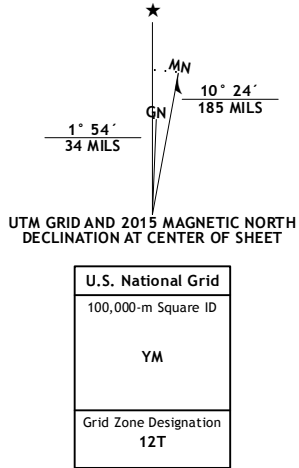 MN
GN
10° 24´
185 MILS
1° 54´
34 MILS
UTM GRID AND 2015 MAGNETIC NORTH
DECLINATION AT CENTER OF SHEET
U.S. National Grid
100,000-m Square ID
YM
Grid Zone Designation
12T